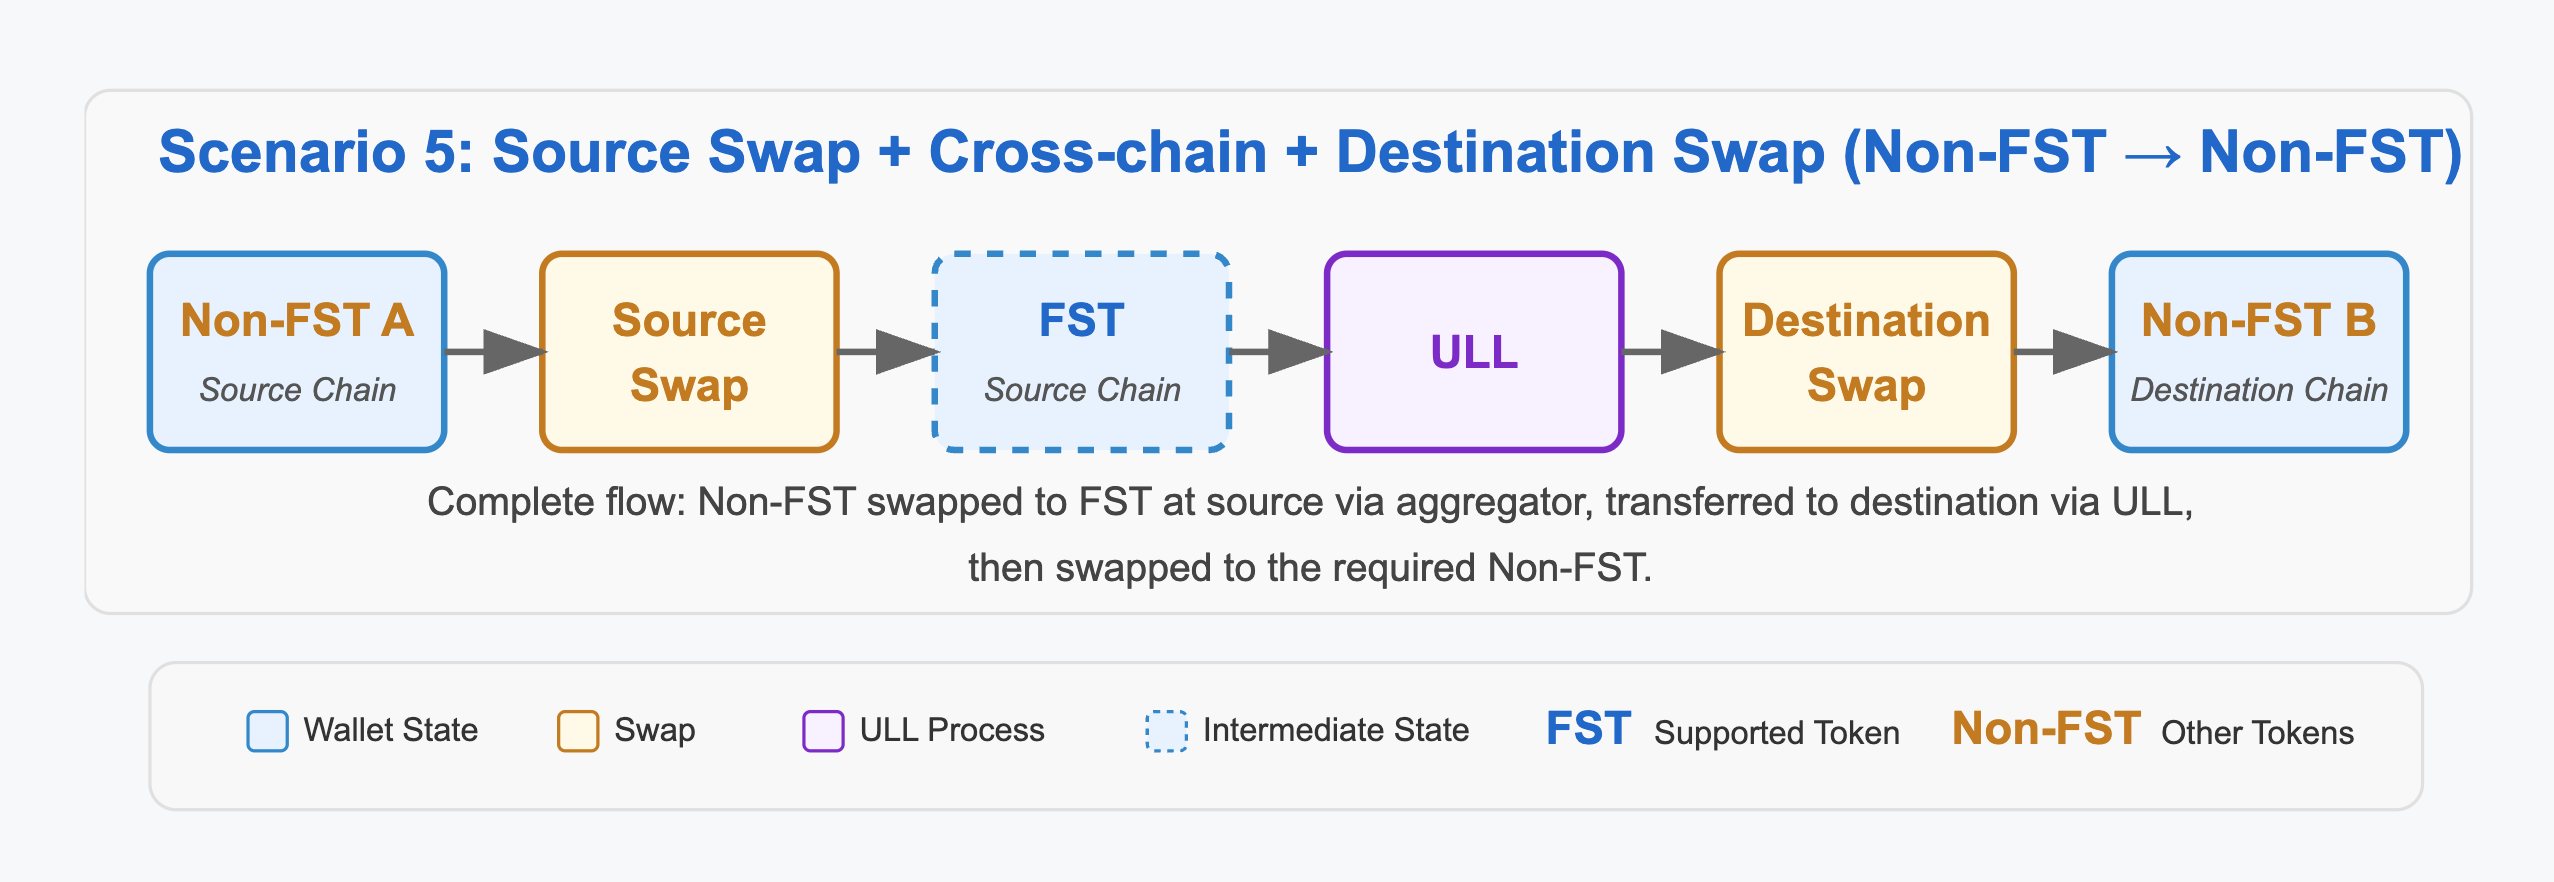 Scenario 5: Source Swap + Cross-chain + Destination Swap (Non-FST → Non-FST)
Non-FST A
Source Chain
Source
Swap
FST
Source Chain
ULL
Destination
Swap
Non-FST B
Destination Chain
Complete flow: Non-FST swapped to FST at source via aggregator, transferred to destination via ULL,
then swapped to the required Non-FST.
Wallet State
Swap
ULL Process
Intermediate State
FST Supported Token
Non-FST Other Tokens